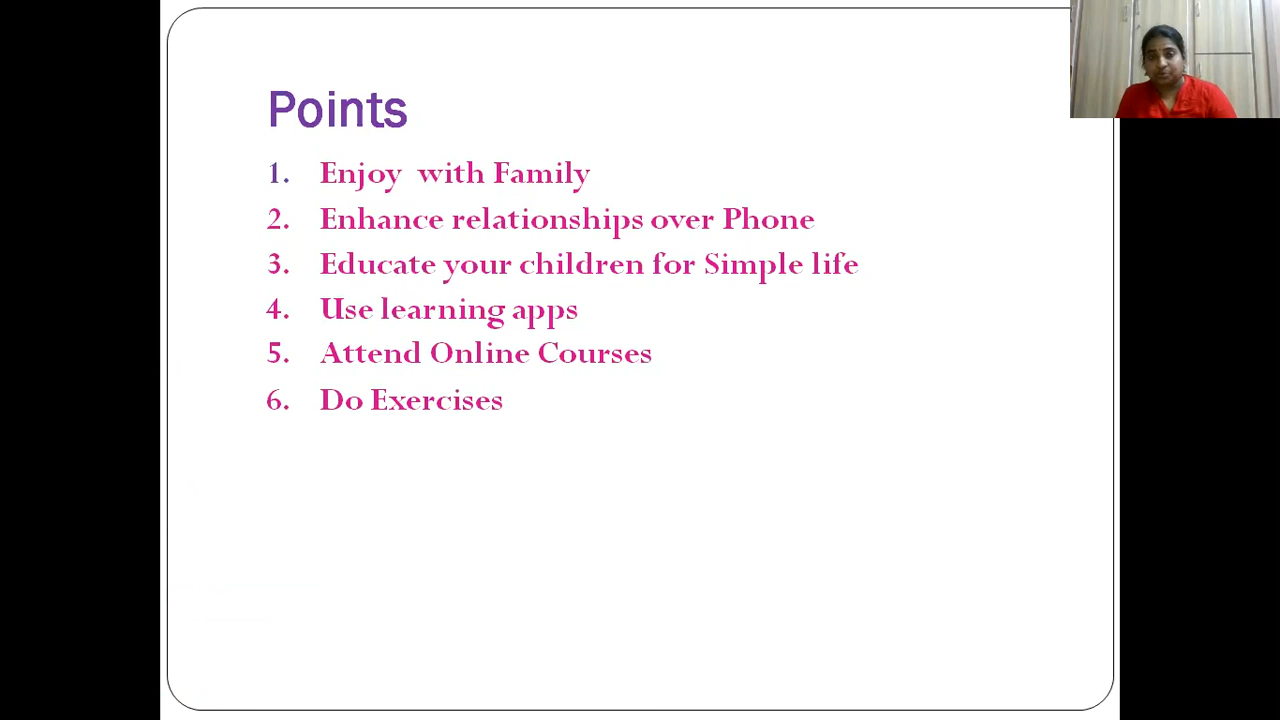 Points
1. Enjoy with Family
2. Enhance relationships over Phone
3. Educate your children for Simple life
4. Use learning apps
5. Attend Online Courses
6. Do Exercises